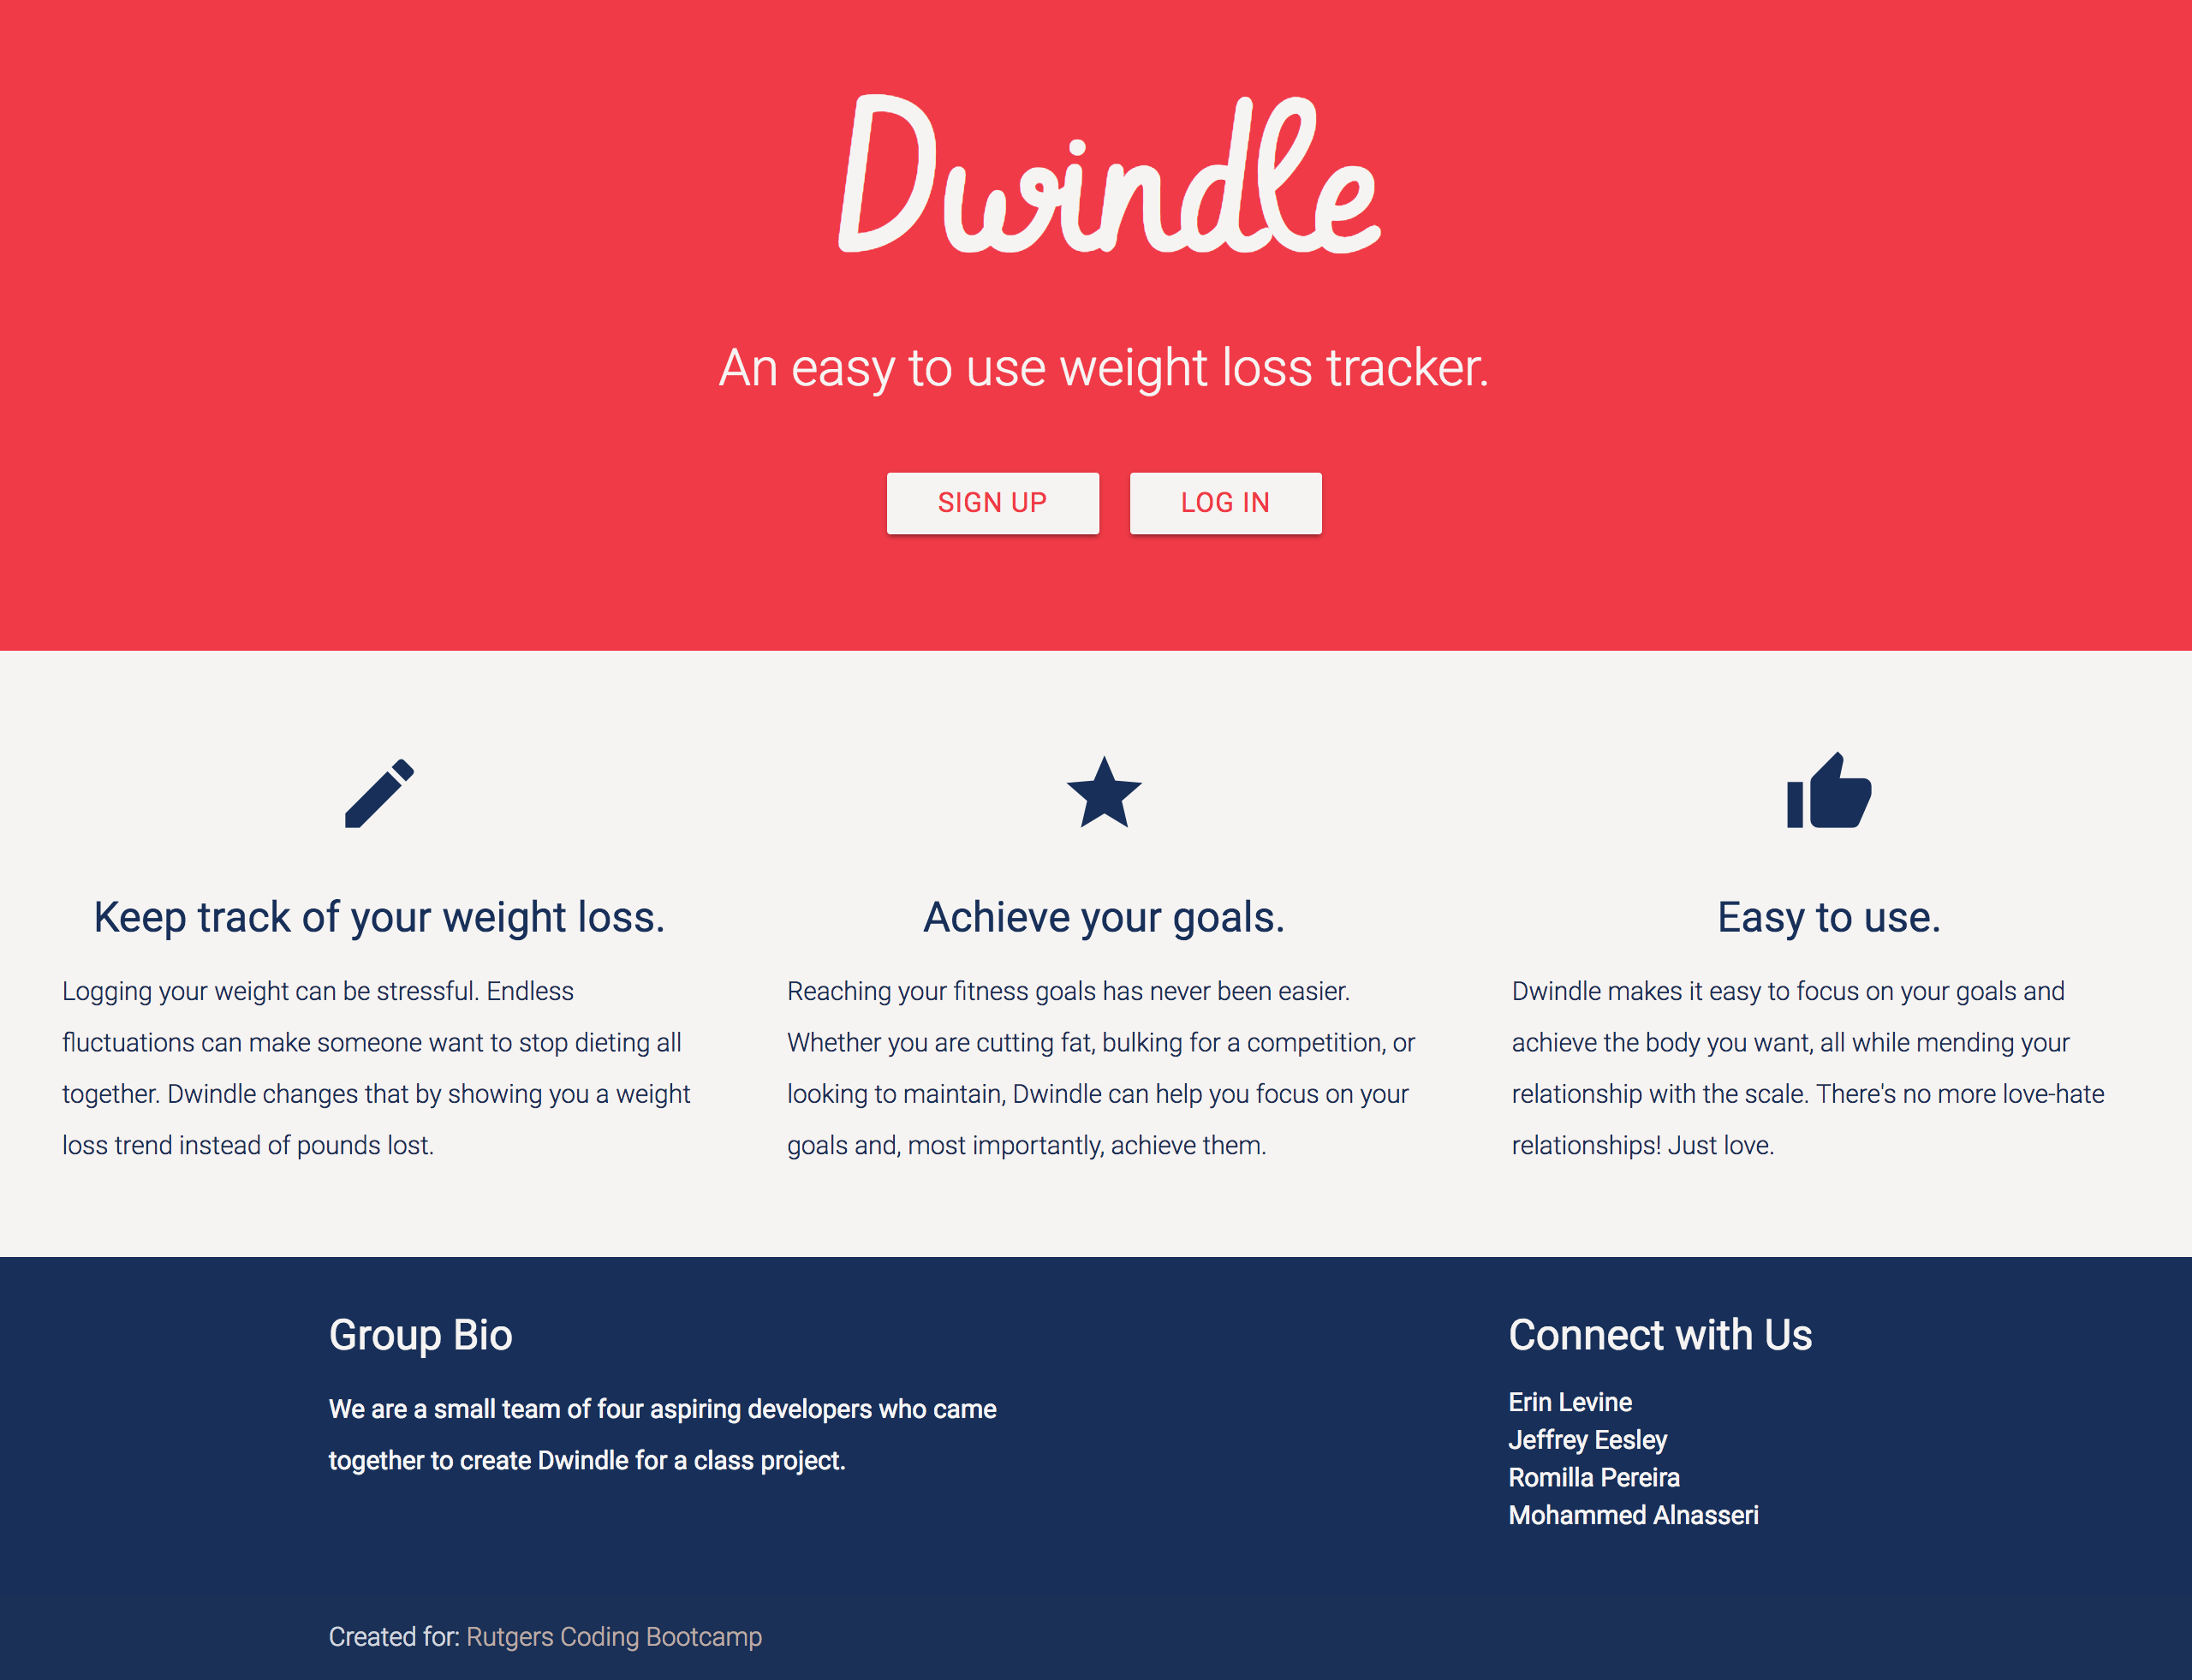 Dwindle
An easy to use weight loss tracker.
SIGN UP
LOG IN
Keep track of your weight loss.
Logging your weight can be stressful. Endless
fluctuations can make someone want to stop dieting all
together. Dwindle changes that by showing you a weight
loss trend instead of pounds lost.
Achieve your goals.
Reaching your fitness goals has never been easier.
Whether you are cutting fat, bulking for a competition, or
looking to maintain, Dwindle can help you focus on your
goals and, most importantly, achieve them.
Easy to use.
Dwindle makes it easy to focus on your goals and
achieve the body you want, all while mending your
relationship with the scale. There's no more love-hate
relationships! Just love.
Group Bio
We are a small team of four aspiring developers who came
together to create Dwindle for a class project.
Connect with Us
Erin Levine
Jeffrey Eesley
Romilla Pereira
Mohammed Alnasseri
Created for: Rutgers Coding Bootcamp